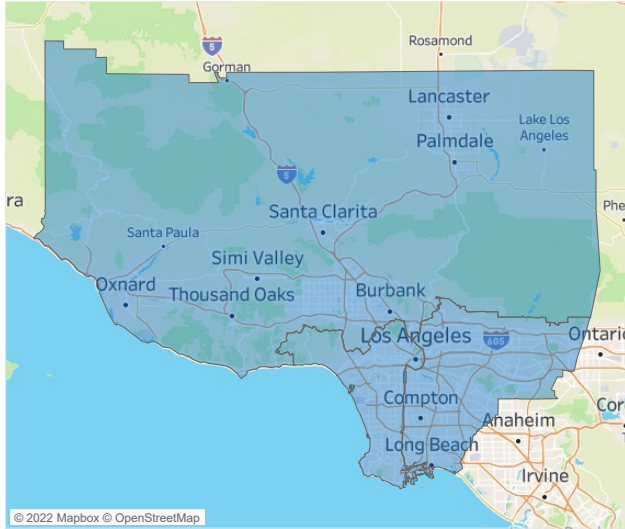 5
Gorman
Rosamond
Lancaster
Palmdale
Lake Los
Angeles
5
ra
Santa Clarita
Phe
Santa Paula
Simi Valley
Oxnard
Thousand Oaks
Burbank
Los Angeles
605
Ontario
Compton
Cor
Anaheim
Long Beach
Irvine
© 2022 Mapbox © OpenStreetMap